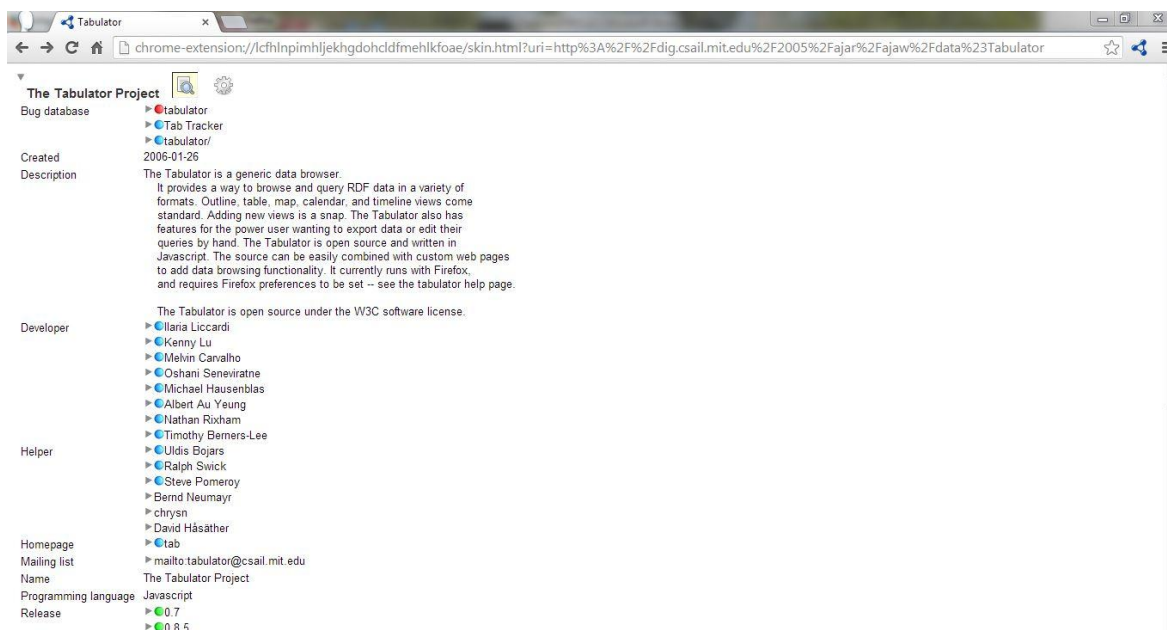 Tabulator
chrome-extension://lcfhlnpimhljekhgdohcldfmehlkfoae/skin.html?uri=http%3A%2F%2Fdig.csail.mit.edu%2F2005%2Fajar%2Fajaw%2Fdata%23Tabulator
The Tabulator Project
Bug database tabulator
Tab Tracker
tabulator/
Created 2006-01-26
Description The Tabulator is a generic data browser.
It provides a way to browse and query RDF data in a variety of
formats. Outline, table, map, calendar, and timeline views come
standard. Adding new views is a snap. The Tabulator also has
features for the power user wanting to export data or edit their
queries by hand. The Tabulator is open source and written in
Javascript. The source can be easily combined with custom web pages
to add data browsing functionality. It currently runs with Firefox,
and requires Firefox preferences to be set -- see the tabulator help page.
The Tabulator is open source under the W3C software license.
Developer Ilaria Liccardi
Kenny Lu
Melvin Carvalho
Oshani Seneviratne
Michael Hausenblas
Albert Au Yeung
Nathan Rixham
Timothy Berners-Lee
Helper Uldis Bojars
Ralph Swick
Steve Pomeroy
Bernd Neumayr
chrysn
David Håsäther
Homepage tab
Mailing list mailto:tabulator@csail.mit.edu
Name The Tabulator Project
Programming language Javascript
Release 0.7
0.8.5